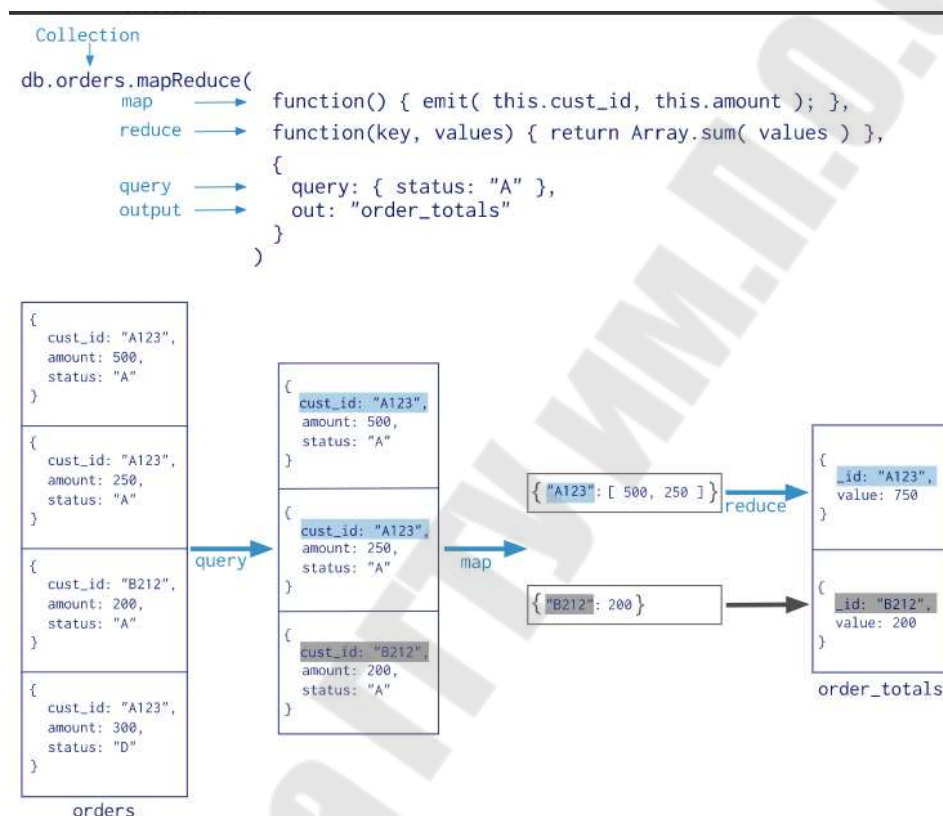 Collection
db.orders.mapReduce(
map function() { emit( this.cust_id, this.amount ); },
reduce function(key, values) { return Array.sum( values ) },
{
query query: { status: "A" },
output out: "order_totals"
}
)
{
cust_id: "A123",
amount: 500,
status: "A"
}
{
cust_id: "A123",
amount: 250,
status: "A"
}
{
cust_id: "B212",
amount: 200,
status: "A"
}
{
cust_id: "A123",
amount: 300,
status: "D"
}
orders
query
{
cust_id: "A123",
amount: 500,
status: "A"
}
{
cust_id: "A123",
amount: 250,
status: "A"
}
{
cust_id: "B212",
amount: 200,
status: "A"
}
map
{ "A123": [ 500, 250 ] }
{ "B212": 200 }
reduce
{
_id: "A123",
value: 750
}
{
_id: "B212",
value: 200
}
order_totals